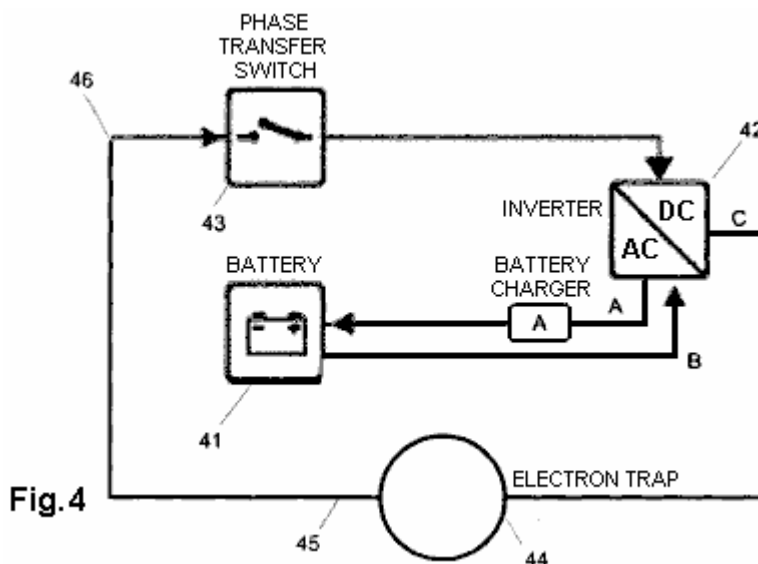 PHASE
TRANSFER
SWITCH
46
43
42
INVERTER
DC
AC
C
BATTERY
BATTERY
CHARGER
A
A
B
41
ELECTRON TRAP
Fig.4
45
44